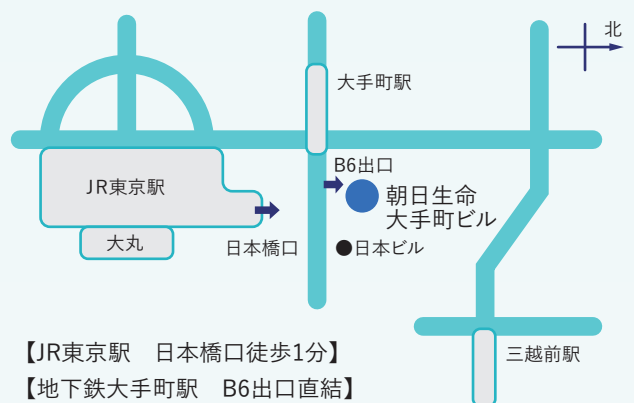 北
大手町駅
B6出口
JR東京駅
朝日生命
大手町ビル
大丸
日本橋口
●日本ビル
三越前駅
【JR東京駅　日本橋口徒歩1分】
【地下鉄大手町駅　B6出口直結】